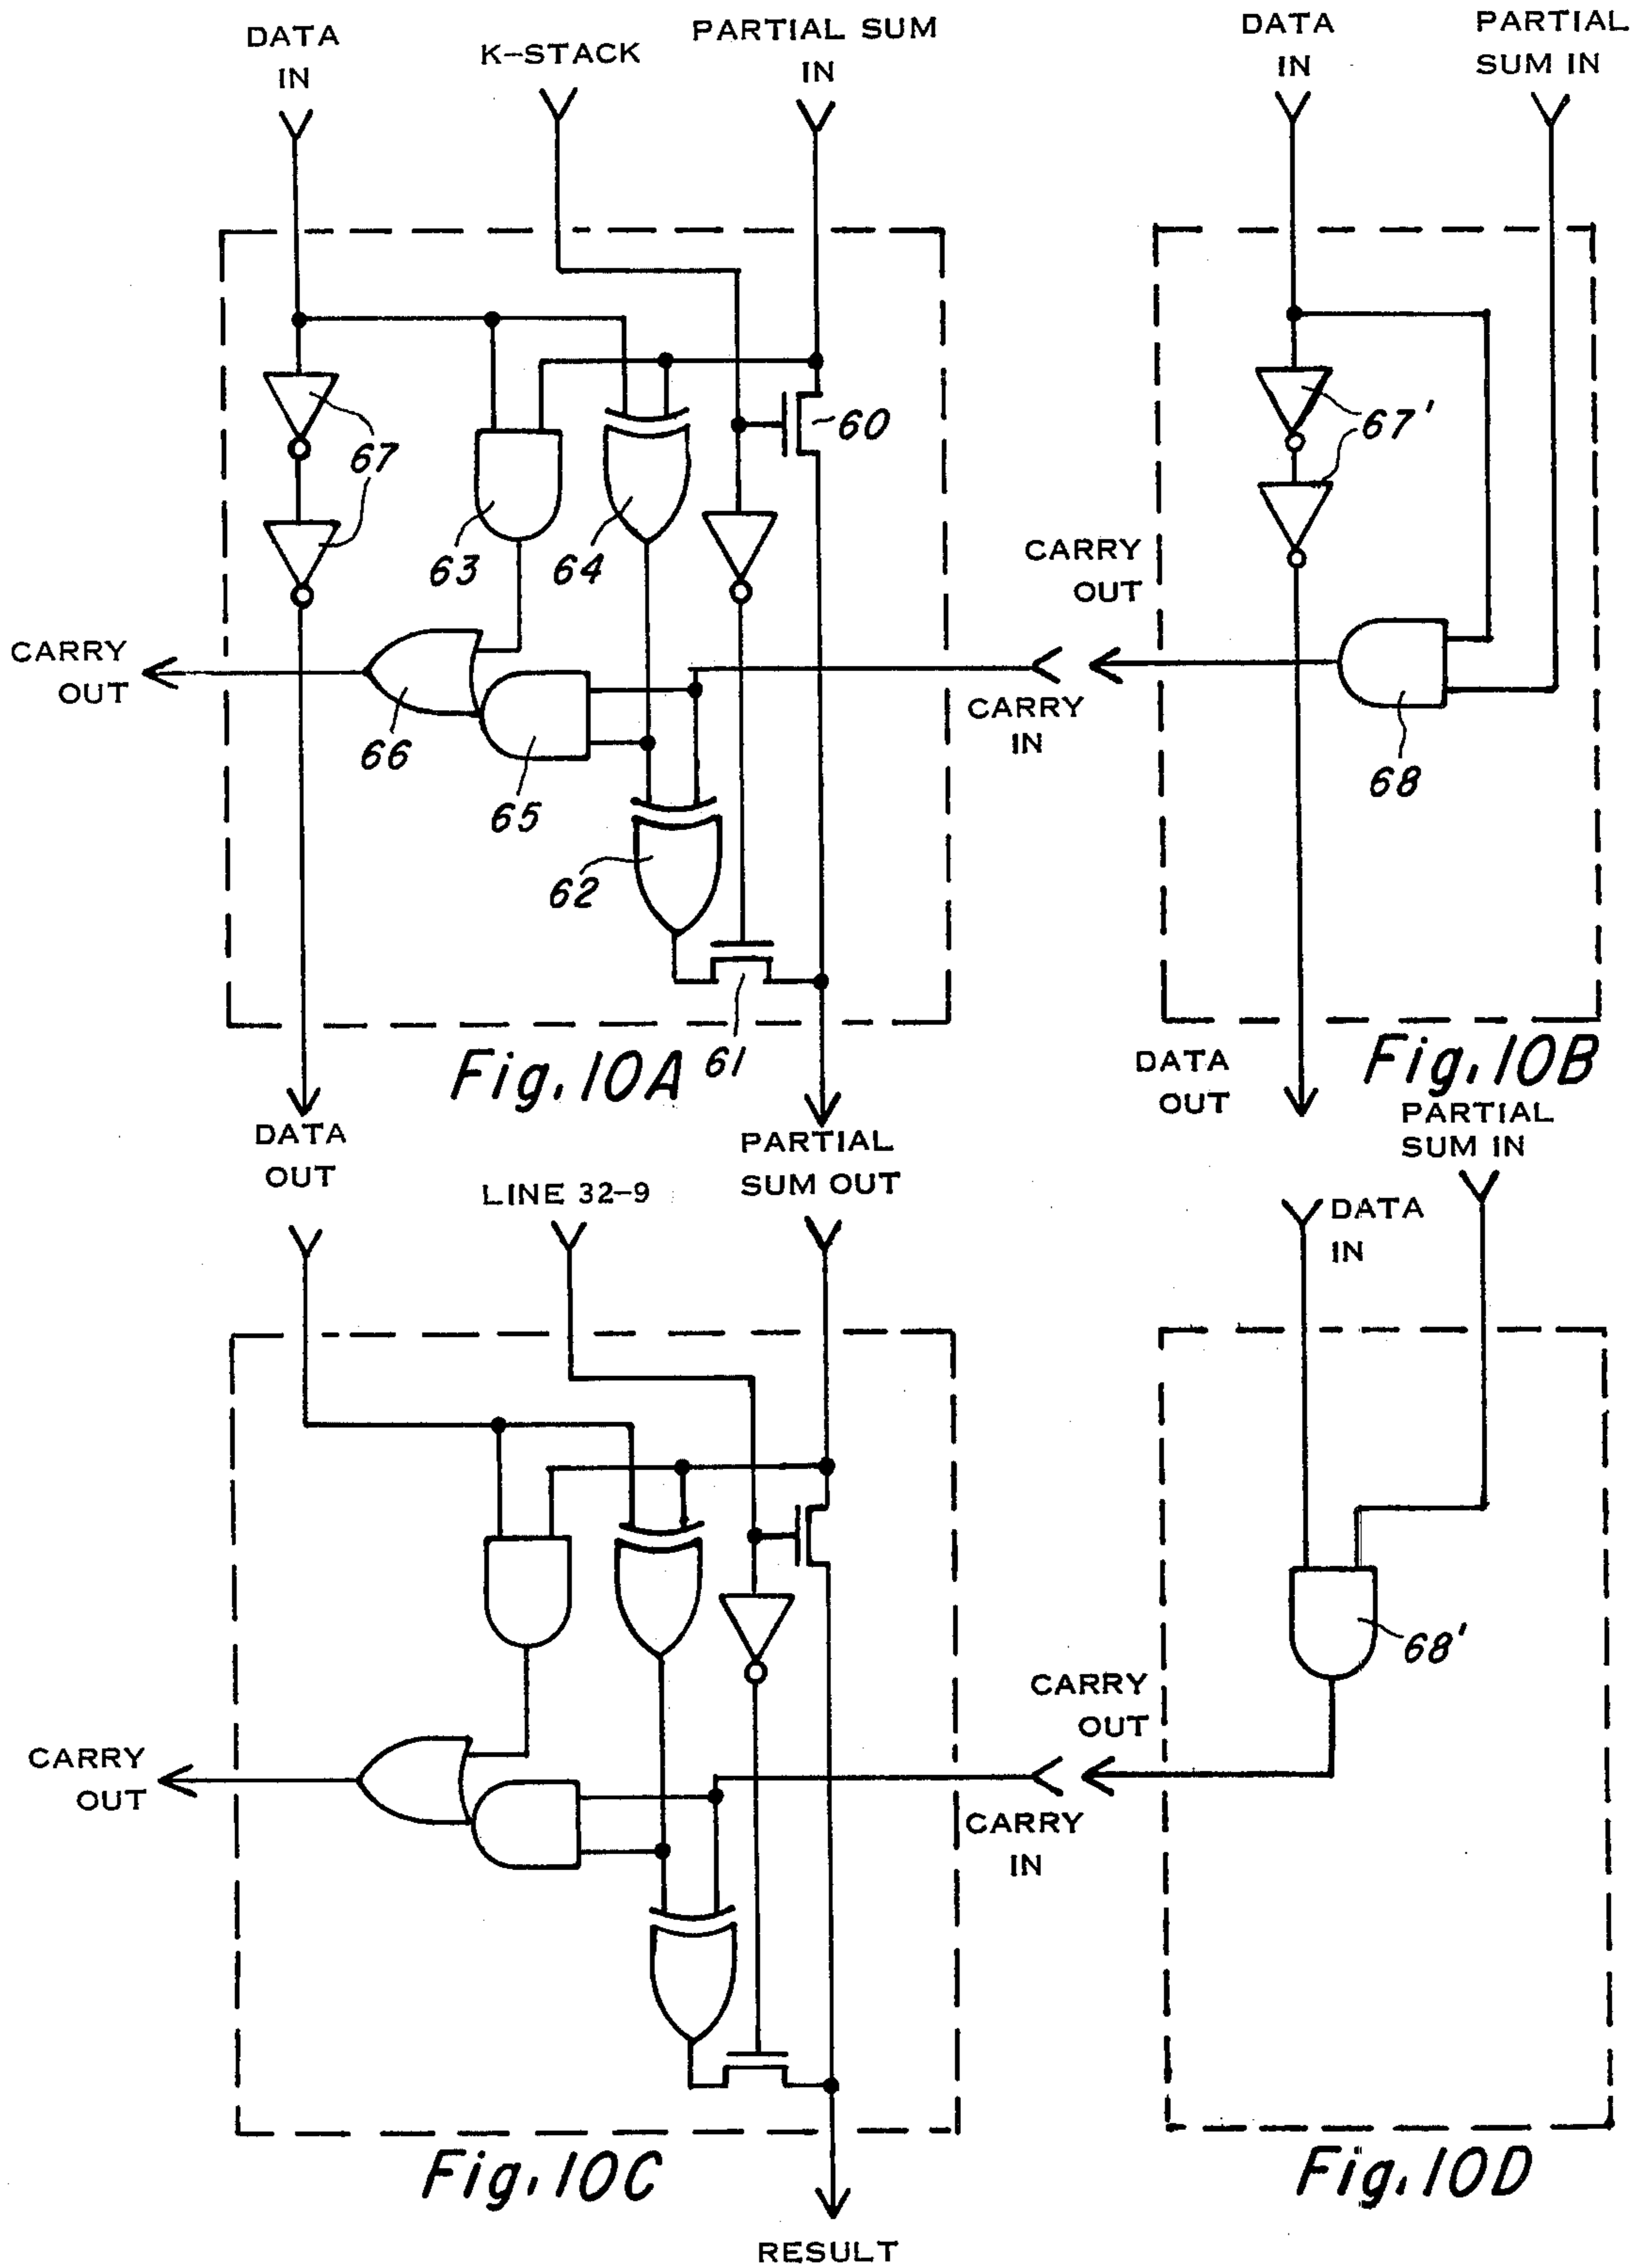 DATA
IN
K-STACK
PARTIAL SUM
IN
DATA
IN
PARTIAL
SUM IN
60
67
63
64
CARRY
OUT
66
65
62
61
CARRY
IN
67'
CARRY
OUT
68
Fig. 10A
DATA
OUT
PARTIAL
SUM OUT
Fig. 10B
DATA
OUT
LINE 32-9
PARTIAL
SUM IN
DATA
IN
CARRY
OUT
CARRY
IN
68'
CARRY
OUT
Fig. 10C
RESULT
Fig. 10D